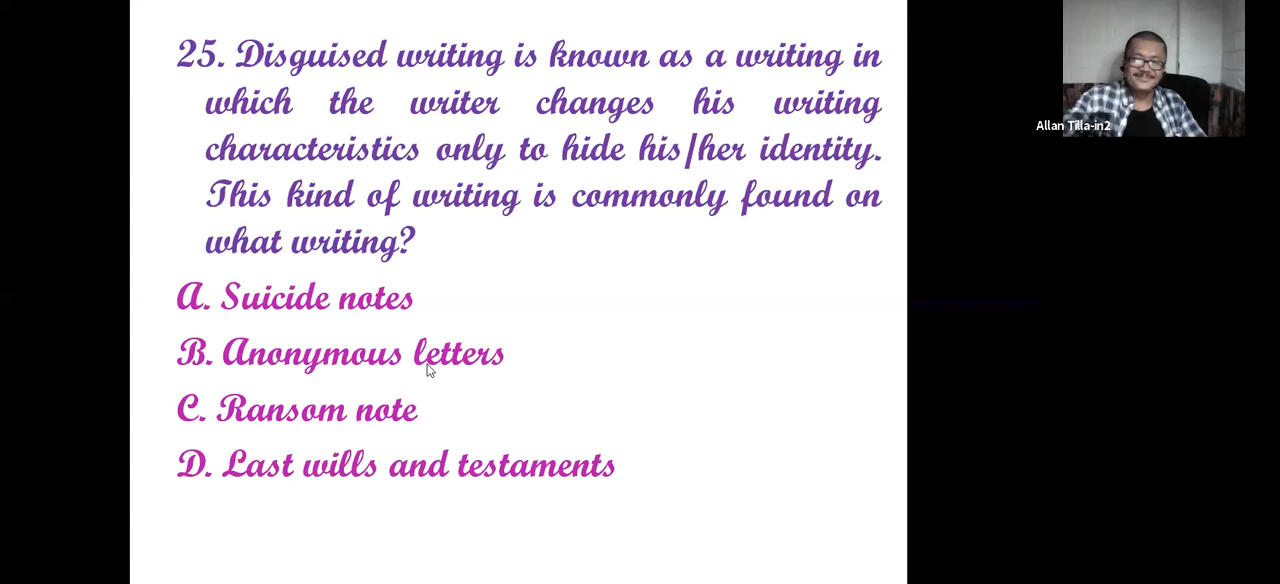 25. Disguised writing is known as a writing in
which the writer changes his writing
characteristics only to hide his/her identity.
This kind of writing is commonly found on
what writing?
A. Suicide notes
B. Anonymous letters
C. Ransom note
D. Last wills and testaments
Allan Tilla-in2